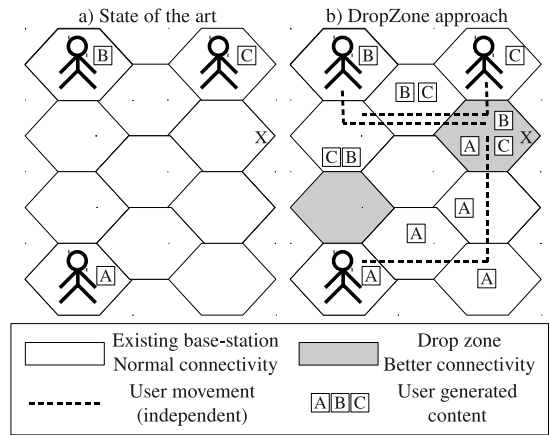 a) State of the art
b) DropZone approach
B
C
X
A
B
C
B C
B
X
A C
C B
A
A
A
A
Existing base-station
Normal connectivity
Drop zone
Better connectivity
User movement
(independent)
A B C
User generated
content